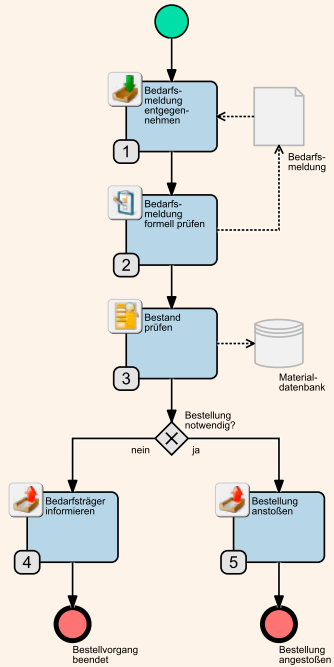 Bedarfs-
meldung
entgegen-
nehmen
1
Bedarfs-
meldung
Bedarfs-
meldung
formell prüfen
2
Bestand
prüfen
3
Material-
datenbank
Bestellung
notwendig?
nein
ja
Bedarfsträger
informieren
4
Bestellung
anstoßen
5
Bestellvorgang
beendet
Bestellung
angestoßen